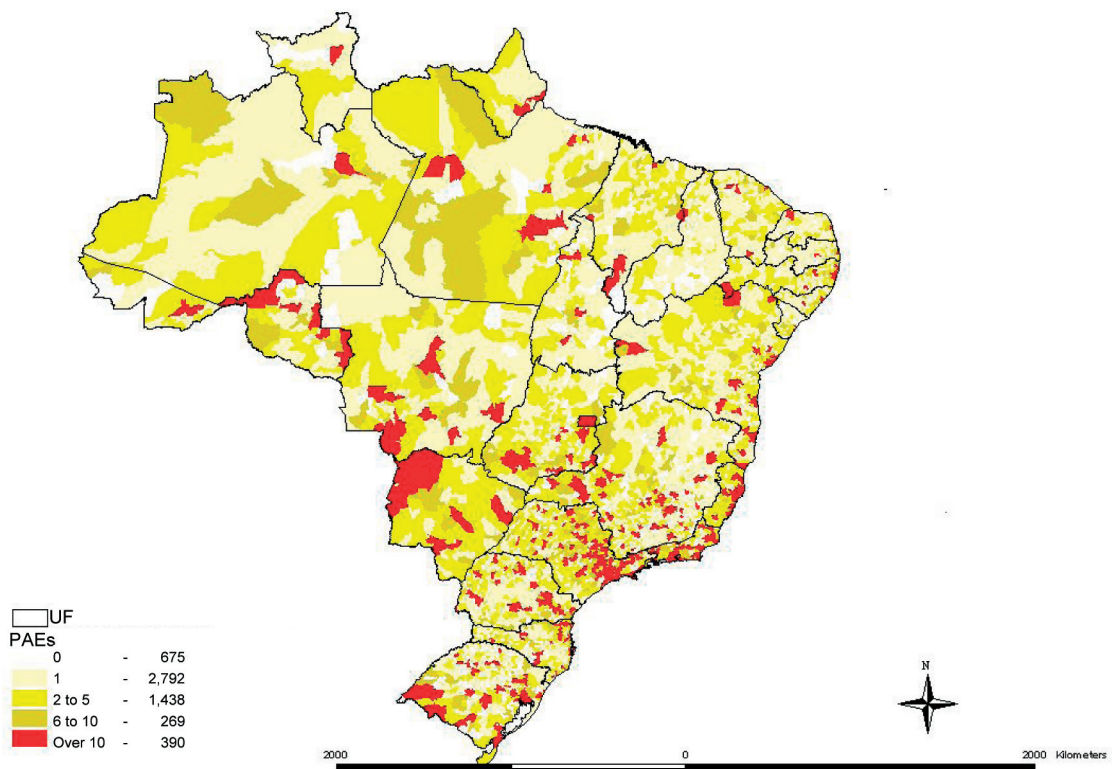 UF
PAEs
0 - 675
1 - 2,792
2 to 5 - 1,438
6 to 10 - 269
Over 10 - 390
N
2000 0 2000 Kilometers